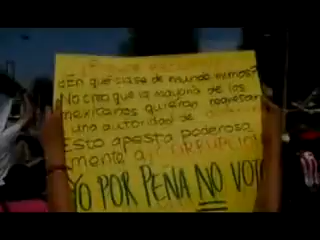 ¿En qué clase de mundo vivimos?
No creo que la mayoría de los
mexicanos quieran regresar a
una autoridad de
Esto apesta poderosa
mente a ¡CORRUPCIÓN!
YO POR PEÑA NO VOTO